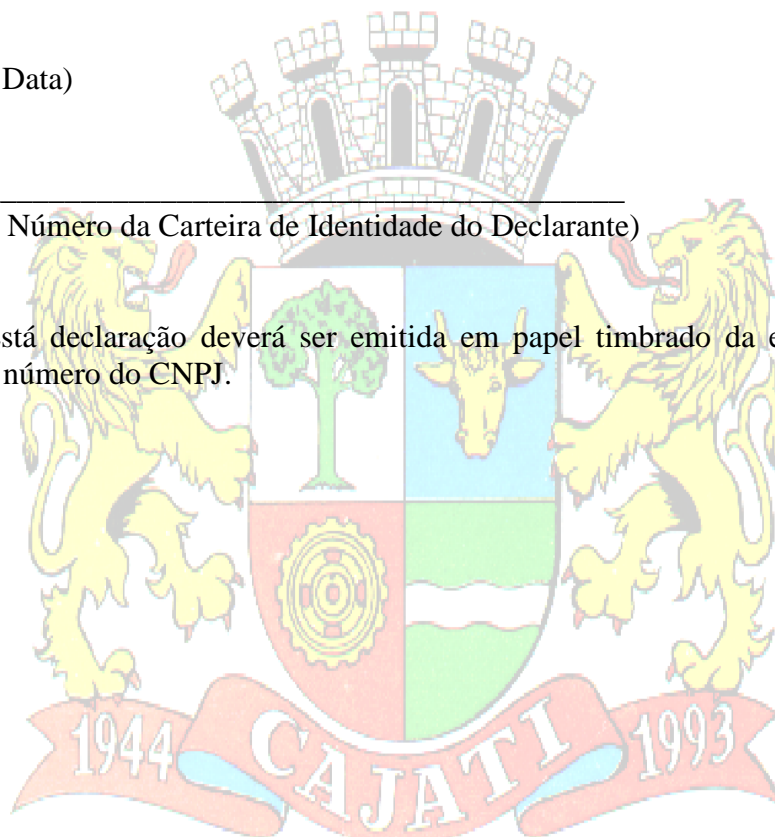 Data)
Número da Carteira de Identidade do Declarante)
stá declaração deverá ser emitida em papel timbrado da e
número do CNPJ.
1944 CAJATI 1993